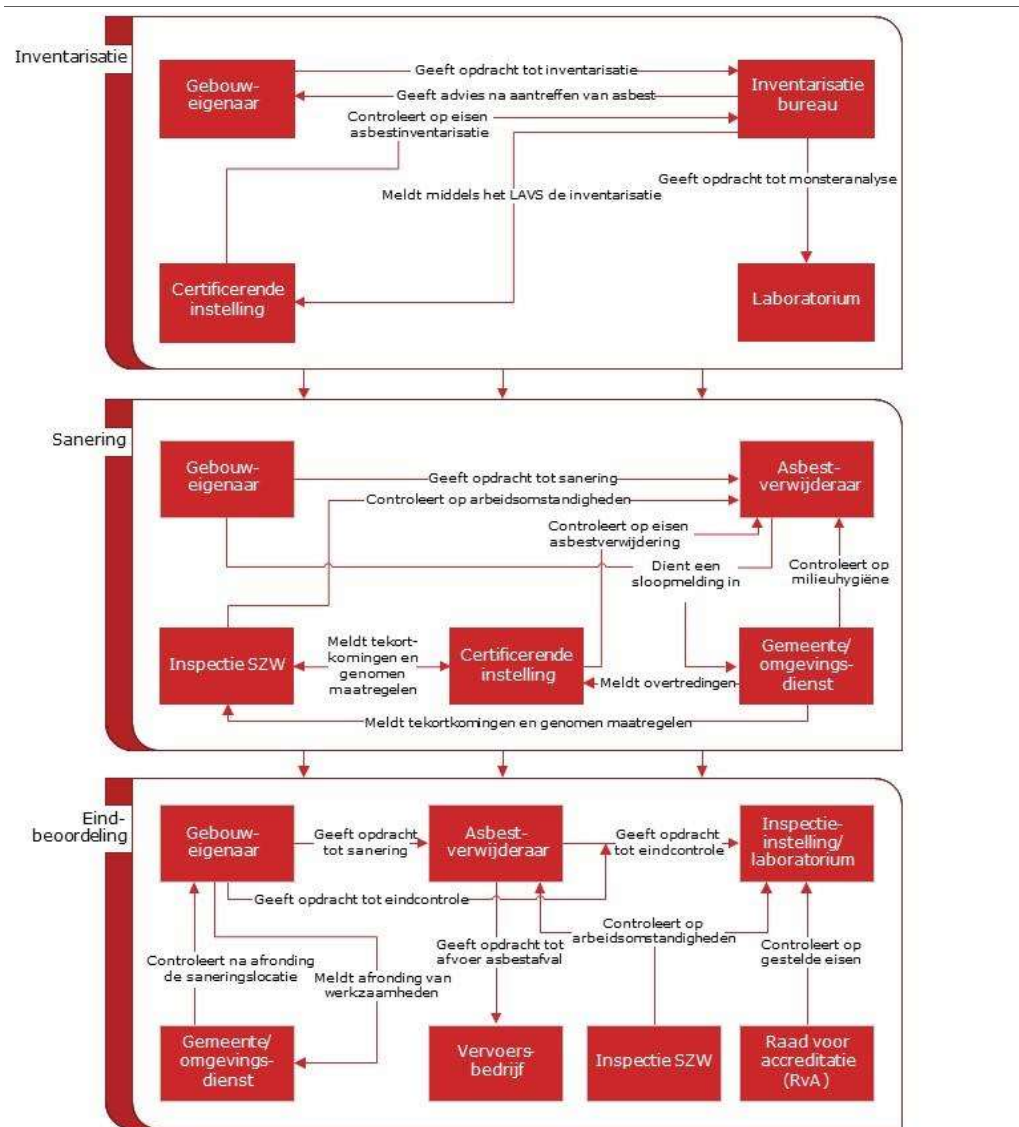 Inventarisatie
Gebouw-
eigenaar
Geeft opdracht tot inventarisatie
Geeft advies na aantreffen van asbest
Inventarisatie
bureau
Controleert op eisen
asbestinventarisatie
Meldt middels het LAVS de inventarisatie
Geeft opdracht tot monsteranalyse
Certificerende
instelling
Laboratorium
Sanering
Gebouw-
eigenaar
Geeft opdracht tot sanering
Controleert op arbeidsomstandigheden
Asbest-
verwijderaar
Controleert op eisen
asbestverwijdering
Dient een
sloopmelding in
Controleert op
milieuhygiëne
Inspectie SZW
Meldt tekort-
komingen en
genomen
maatregelen
Certificerende
instelling
Meldt overtredingen
Gemeente/
omgevings-
dienst
Meldt tekortkomingen en genomen maatregelen
Eind-
beoordeling
Gebouw-
eigenaar
Geeft opdracht
tot sanering
Asbest-
verwijderaar
Geeft opdracht
tot eindcontrole
Inspectie-
instelling/
laboratorium
Geeft opdracht tot eindcontrole
Controleert na afronding
de saneringslocatie
Meldt afronding van
werkzaamheden
Geeft opdracht tot
afvoer asbestafval
Controleert op
arbeidsomstandigheden
Controleert op
gestelde eisen
Gemeente/
omgevings-
dienst
Vervoers-
bedrijf
Inspectie SZW
Raad voor
accreditatie
(RvA)